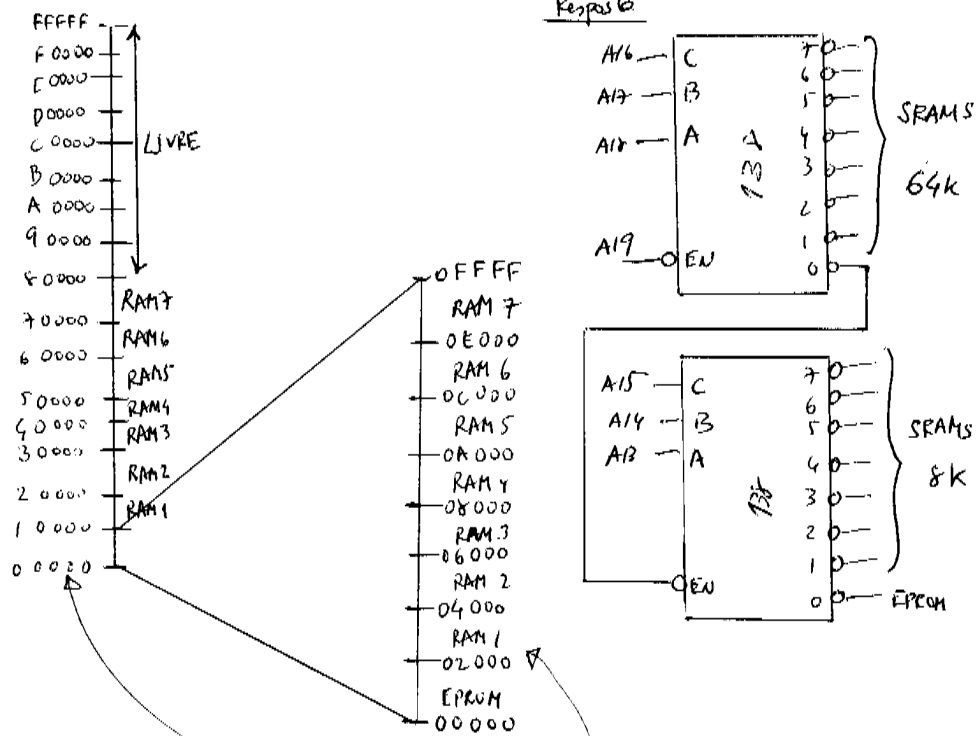 Resposta
FFFFF
F0000
E0000
D0000
C0000
B0000
A0000
90000
80000
LIVRE
RAM7
70000
RAM6
60000
RAM5
50000
RAM4
40000
RAM3
30000
RAM2
20000
RAM1
10000
00000
0FFFF
RAM 7
0E000
RAM 6
0C000
RAM 5
0A000
RAM 4
08000
RAM 3
06000
RAM 2
04000
RAM 1
02000
EPROM
00000
A16 C
A17 B
A18 A
A19 EN
138
7
6
5
4
3
2
1
0
SRAMS
64K
A15 C
A14 B
A13 A
EN
138
7
6
5
4
3
2
1
0 EPROM
SRAMS
8K